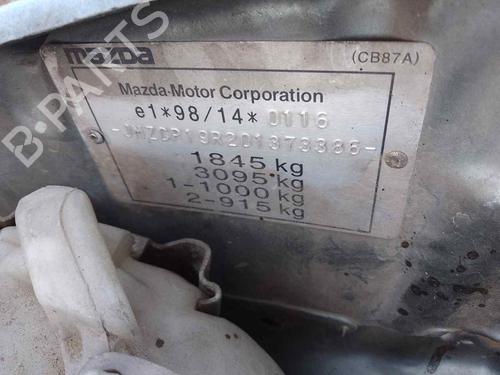 mazda
(CB87A)
Mazda Motor Corporation
e1*98/14* 0116
-JMZCP19R201373386-
1845 kg
3095 kg
1-1000 kg
2-915 kg
B-PARTS